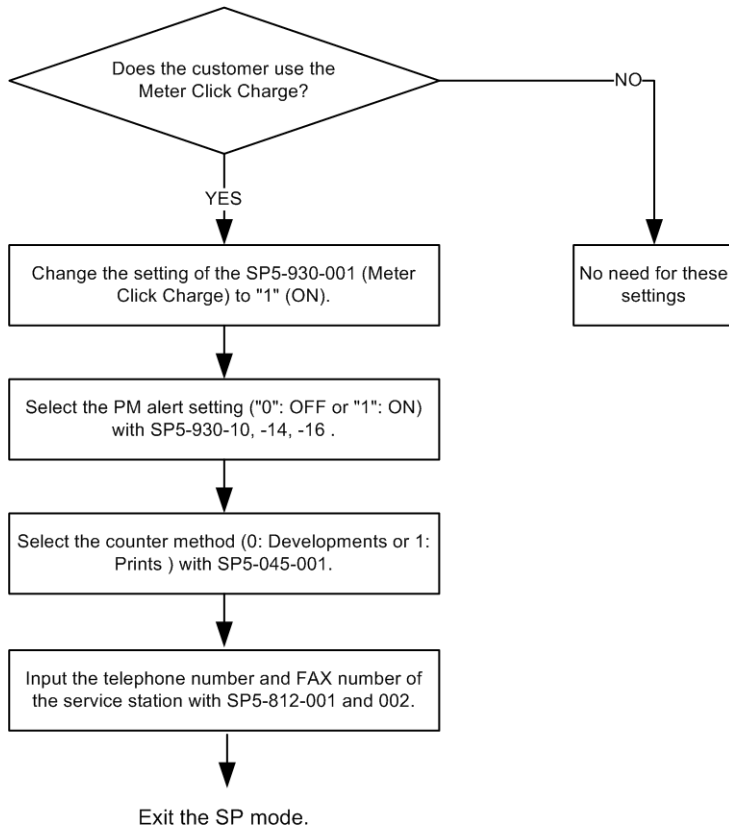 Does the customer use the
Meter Click Charge?
NO
YES
Change the setting of the SP5-930-001 (Meter
Click Charge) to "1" (ON).
No need for these
settings
Select the PM alert setting ("0": OFF or "1": ON)
with SP5-930-10, -14, -16 .
Select the counter method (0: Developments or 1:
Prints ) with SP5-045-001.
Input the telephone number and FAX number of
the service station with SP5-812-001 and 002.
Exit the SP mode.